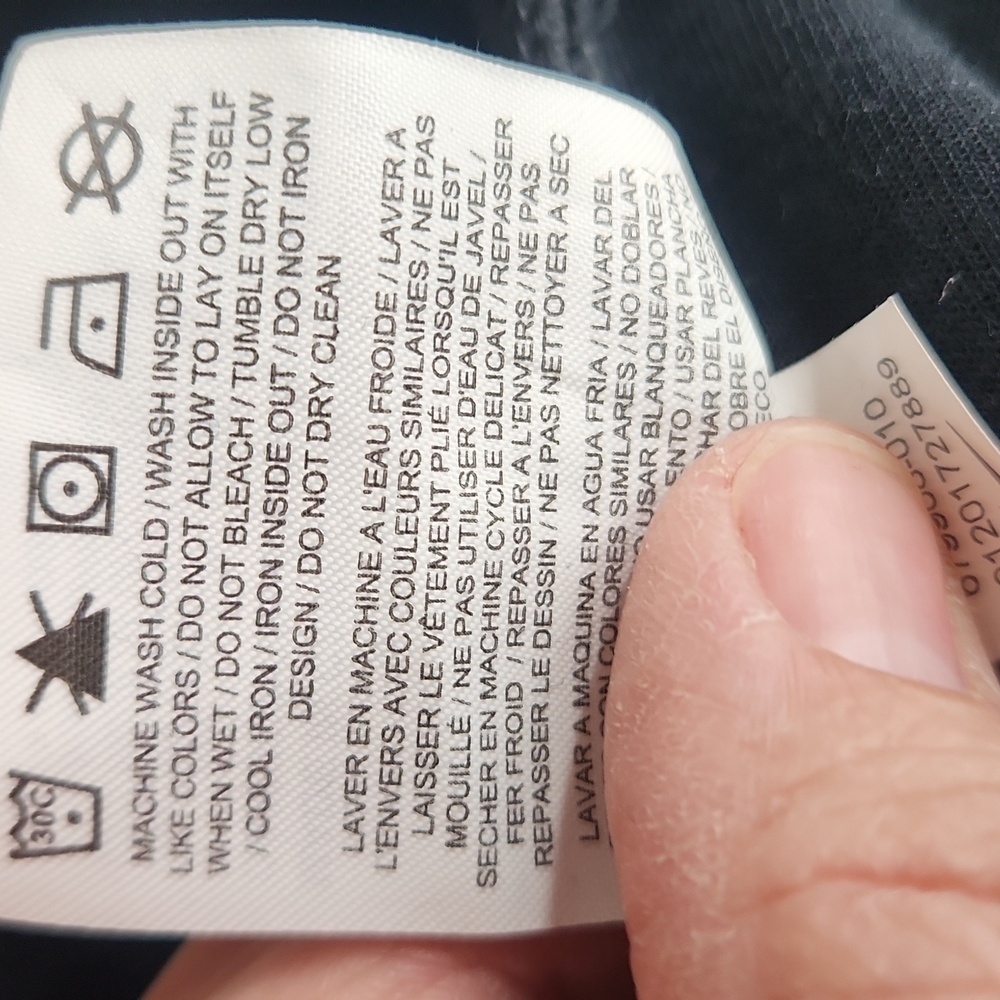 30C
MACHINE WASH COLD / WASH INSIDE OUT WITH
LIKE COLORS / DO NOT ALLOW TO LAY ON ITSELF
WHEN WET / DO NOT BLEACH / TUMBLE DRY LOW
/ COOL IRON / IRON INSIDE OUT / DO NOT IRON
DESIGN / DO NOT DRY CLEAN
LAVER EN MACHINE A L'EAU FROIDE / LAVER A
L'ENVERS AVEC COULEURS SIMILAIRES / NE PAS
LAISSER LE VÊTEMENT PLIÉ LORSQU'IL EST
MOUILLÉ / NE PAS UTILISER D'EAU DE JAVEL /
SECHER EN MACHINE CYCLE DELICAT / REPASSER
FER FROID / REPASSER A L'ENVERS / NE PAS
REPASSER LE DESSIN / NE PAS NETTOYER A SEC
LAVAR A MAQUINA EN AGUA FRIA / LAVAR DEL
CON COLORES SIMILARES / NO DOBLAR
USAR BLANQUEADORES /
/ USAR PLANCHA
DEL REVES /
EL
12017727889